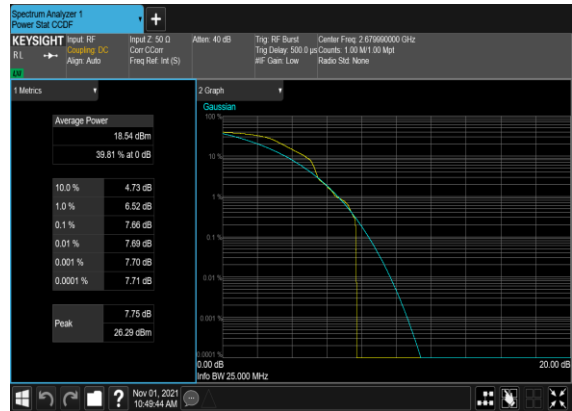 Spectrum Analyzer 1
Power Stat CCDF
KEYSIGHT
RL
Input: RF
Coupling: DC
Align: Auto
Input Z: 50 Ω
Corr CCorr
Freq Ref: Int (S)
Atten: 40 dB
Trig: RF Burst
Trig Delay: 500.0 µs
#IF Gain: Low
Center Freq: 2.679990000 GHz
Counts: 1.00 M/1.00 Mpt
Radio Std: None
1 Metrics
Average Power
18.54 dBm
39.81 % at 0 dB
10.0 % 4.73 dB
1.0 % 6.52 dB
0.1 % 7.66 dB
0.01 % 7.69 dB
0.001 % 7.70 dB
0.0001 % 7.71 dB
Peak
7.75 dB
26.29 dBm
2 Graph
Gaussian
100 %
10 %
1 %
0.1 %
0.01 %
0.001 %
0.0001 %
0.00 dB 20.00 dB
Info BW 25.000 MHz
?
Nov 01, 2021
10:49:44 AM